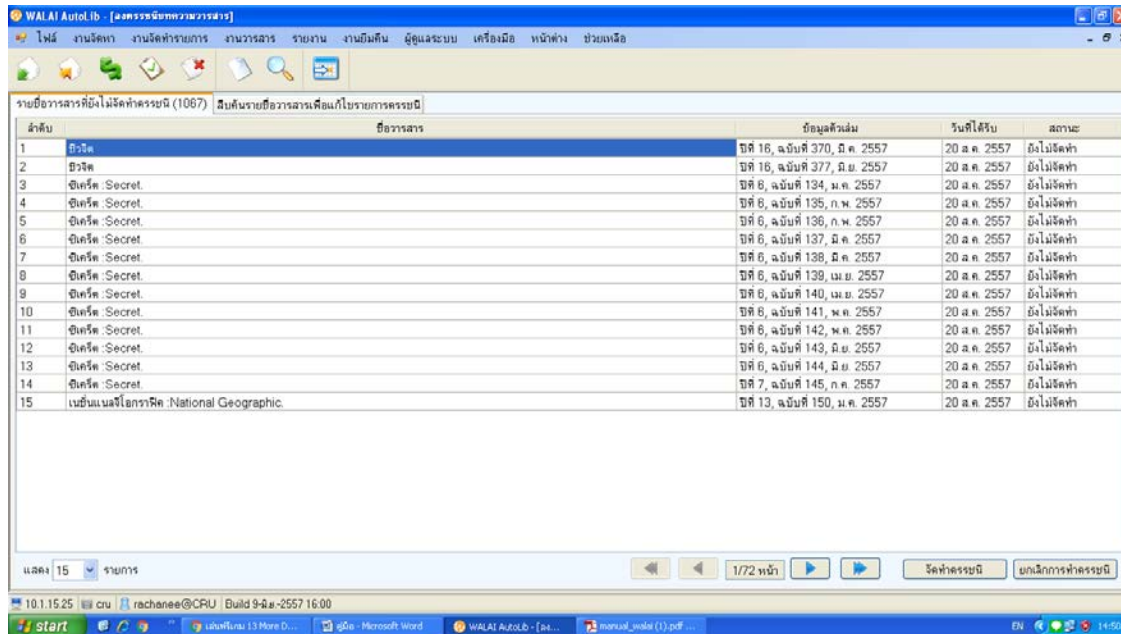 WALAI AutoLib - [ลงดรรชนีบทความวารสาร]
ไฟล์ งานจัดหา งานจัดทำรายการ งานวารสาร รายงาน งานยืมคืน ผู้ดูแลระบบ เครื่องมือ หน้าต่าง ช่วยเหลือ
รายชื่อวารสารที่ยังไม่จัดทำดรรชนี (1067) สืบค้นรายชื่อวารสารเพื่อแก้ไขรายการดรรชนี
ลำดับ ชื่อวารสาร ข้อมูลตัวเล่ม วันที่ได้รับ สถานะ
1 ชีวจิต ปีที่ 16, ฉบับที่ 370, มี.ค. 2557 20 ส.ค. 2557 ยังไม่จัดทำ
2 ชีวจิต ปีที่ 16, ฉบับที่ 377, มิ.ย. 2557 20 ส.ค. 2557 ยังไม่จัดทำ
3 ซีเคร็ต :Secret. ปีที่ 6, ฉบับที่ 134, ม.ค. 2557 20 ส.ค. 2557 ยังไม่จัดทำ
4 ซีเคร็ต :Secret. ปีที่ 6, ฉบับที่ 135, ก.พ. 2557 20 ส.ค. 2557 ยังไม่จัดทำ
5 ซีเคร็ต :Secret. ปีที่ 6, ฉบับที่ 136, ก.พ. 2557 20 ส.ค. 2557 ยังไม่จัดทำ
6 ซีเคร็ต :Secret. ปีที่ 6, ฉบับที่ 137, มี.ค. 2557 20 ส.ค. 2557 ยังไม่จัดทำ
7 ซีเคร็ต :Secret. ปีที่ 6, ฉบับที่ 138, มี.ค. 2557 20 ส.ค. 2557 ยังไม่จัดทำ
8 ซีเคร็ต :Secret. ปีที่ 6, ฉบับที่ 139, เม.ย. 2557 20 ส.ค. 2557 ยังไม่จัดทำ
9 ซีเคร็ต :Secret. ปีที่ 6, ฉบับที่ 140, เม.ย. 2557 20 ส.ค. 2557 ยังไม่จัดทำ
10 ซีเคร็ต :Secret. ปีที่ 6, ฉบับที่ 141, พ.ค. 2557 20 ส.ค. 2557 ยังไม่จัดทำ
11 ซีเคร็ต :Secret. ปีที่ 6, ฉบับที่ 142, พ.ค. 2557 20 ส.ค. 2557 ยังไม่จัดทำ
12 ซีเคร็ต :Secret. ปีที่ 6, ฉบับที่ 143, มิ.ย. 2557 20 ส.ค. 2557 ยังไม่จัดทำ
13 ซีเคร็ต :Secret. ปีที่ 6, ฉบับที่ 144, มิ.ย. 2557 20 ส.ค. 2557 ยังไม่จัดทำ
14 ซีเคร็ต :Secret. ปีที่ 7, ฉบับที่ 145, ก.ค. 2557 20 ส.ค. 2557 ยังไม่จัดทำ
15 เนชั่นแนลจีโอกราฟิค :National Geographic. ปีที่ 13, ฉบับที่ 150, ม.ค. 2557 20 ส.ค. 2557 ยังไม่จัดทำ
แสดง 15 รายการ 1/72 หน้า จัดทำดรรชนี ยกเลิกการทำดรรชนี
10.1.15.25 cru rachanee@CRU Build 9-มิ.ย.-2557 16:00
start เล่นฟรีเกม 13 More D... คู่มือ - Microsoft Word WALAI AutoLib - [ลง... manual_walai (1).pdf ... EN 14:50